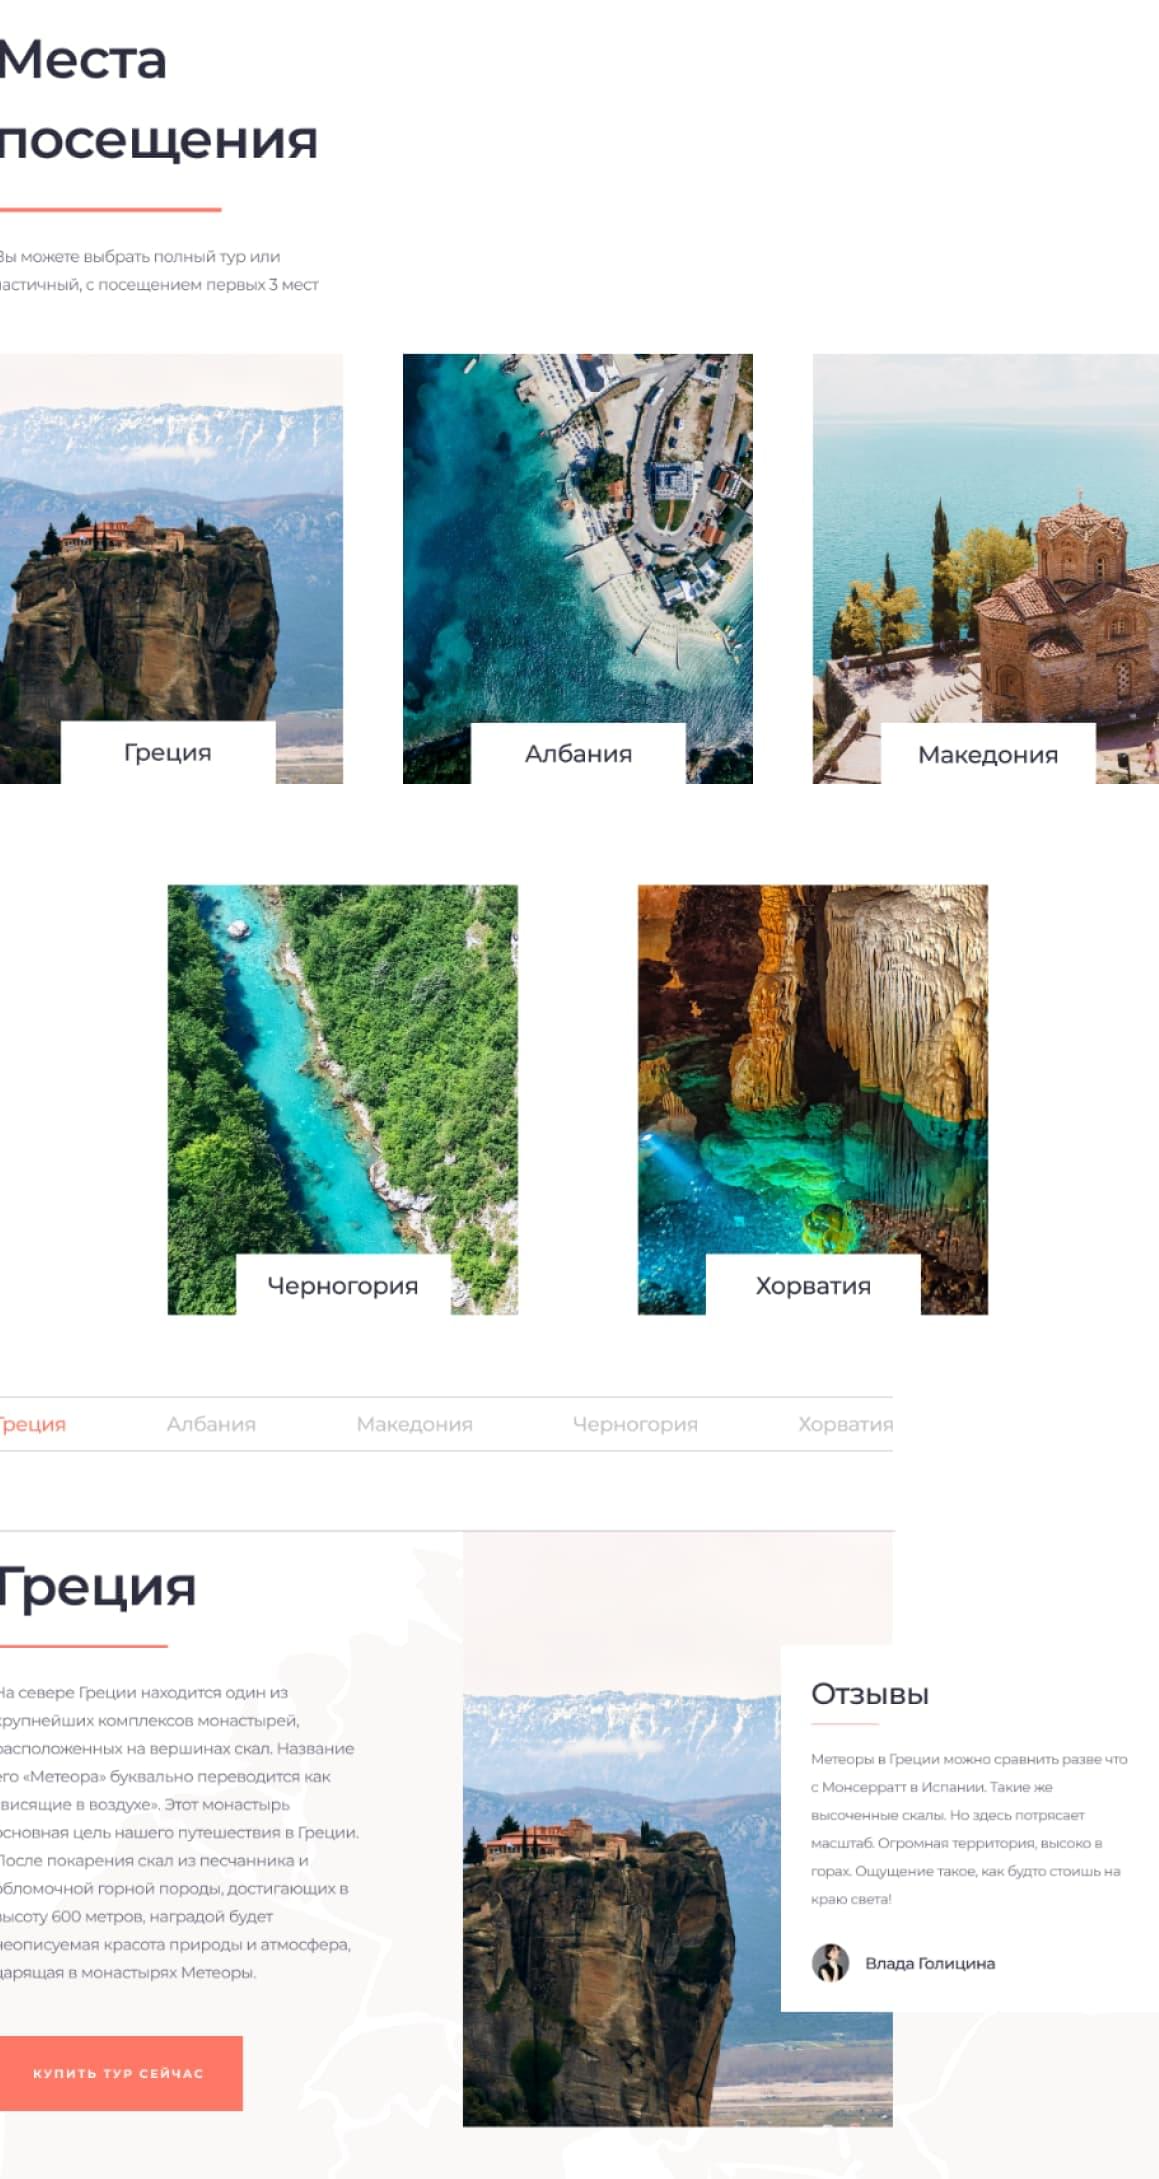 Места
посещения
Вы можете выбрать полный тур или
частичный, с посещением первых 3 мест
Греция
Албания
Македония
Черногория
Хорватия
Греция Албания Македония Черногория Хорватия
Греция
На севере Греции находится один из
крупнейших комплексов монастырей,
расположенных на вершинах скал. Название
его «Метеора» буквально переводится как
«висящие в воздухе». Этот монастырь
основная цель нашего путешествия в Греции.
После покарения скал из песчанника и
обломочной горной породы, достигающих в
высоту 600 метров, наградой будет
неописуемая красота природы и атмосфера,
царящая в монастырях Метеоры.
КУПИТЬ ТУР СЕЙЧАС
Отзывы
Метеоры в Греции можно сравнить разве что
с Монсерратт в Испании. Такие же
высоченные скалы. Но здесь потрясает
масштаб. Огромная территория, высоко в
горах. Ощущение такое, как будто стоишь на
краю света!
Влада Голицина